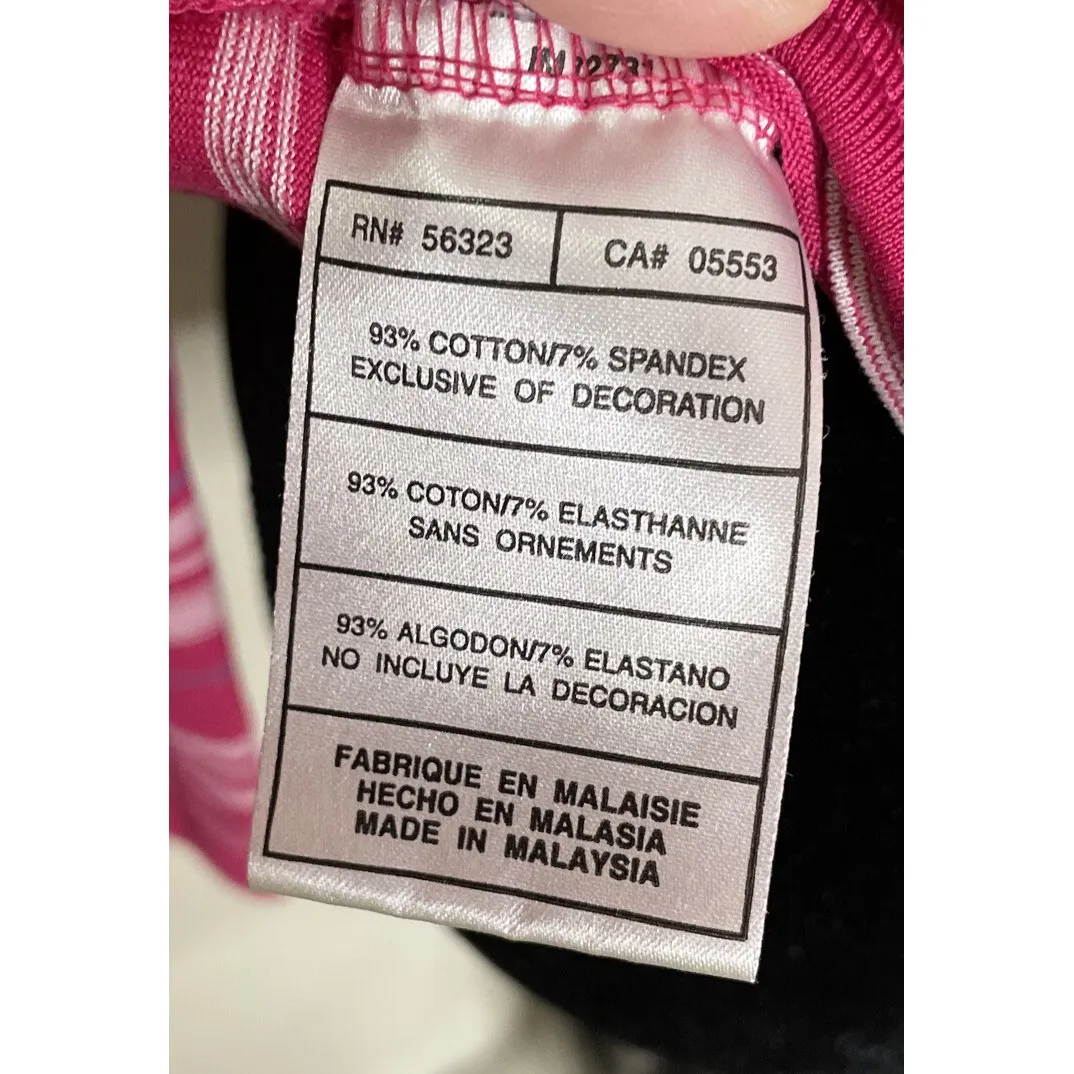 RN# 56323
CA# 05553
93% COTTON/7% SPANDEX
EXCLUSIVE OF DECORATION
93% COTON/7% ELASTHANNE
SANS ORNEMENTS
93% ALGODON/7% ELASTANO
NO INCLUYE LA DECORACION
FABRIQUE EN MALAISIE
HECHO EN MALASIA
MADE IN MALAYSIA